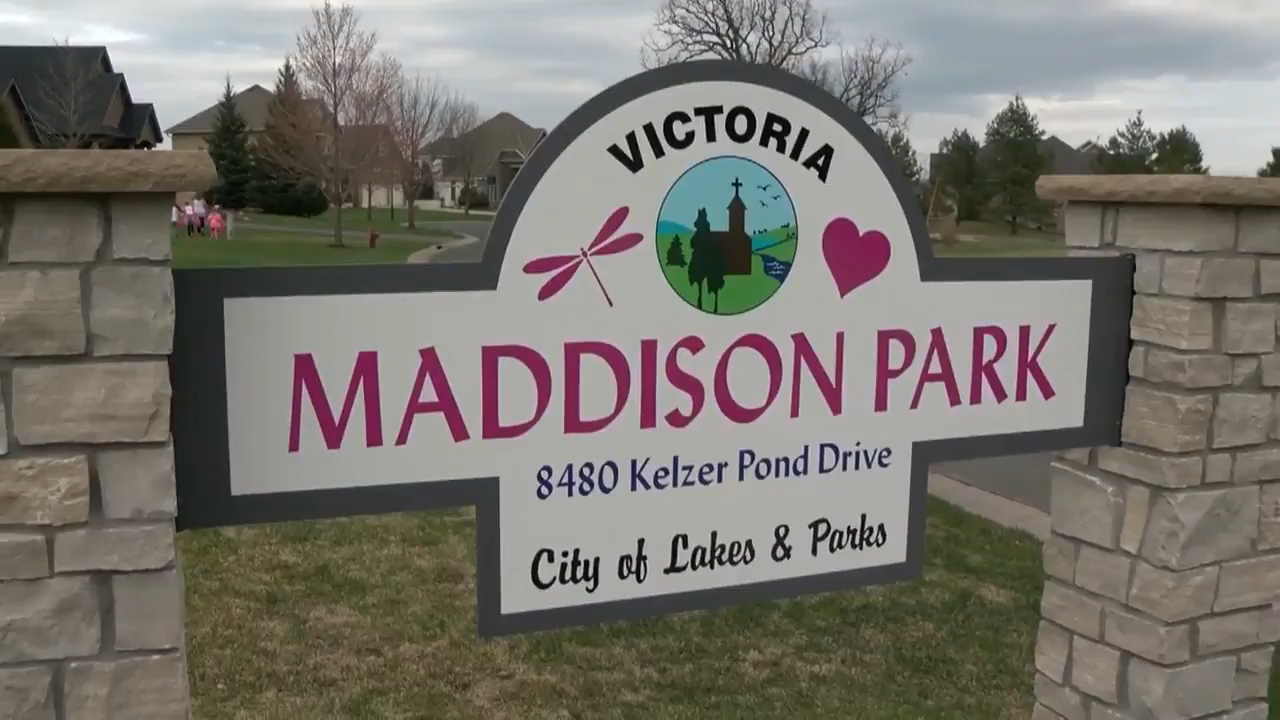 VICTORIA
MADDISON PARK
8480 Kelzer Pond Drive
City of Lakes & Parks